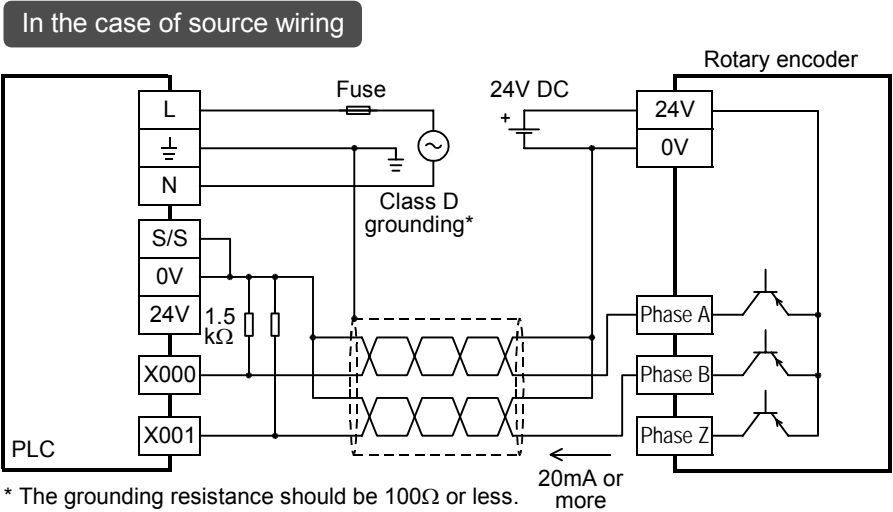 In the case of source wiring
Rotary encoder
Fuse
24V DC
+
L
N
S/S
0V
24V
X000
X001
PLC
1.5
kΩ
Class D
grounding*
24V
0V
Phase A
Phase B
Phase Z
20mA or
more
* The grounding resistance should be 100Ω or less.